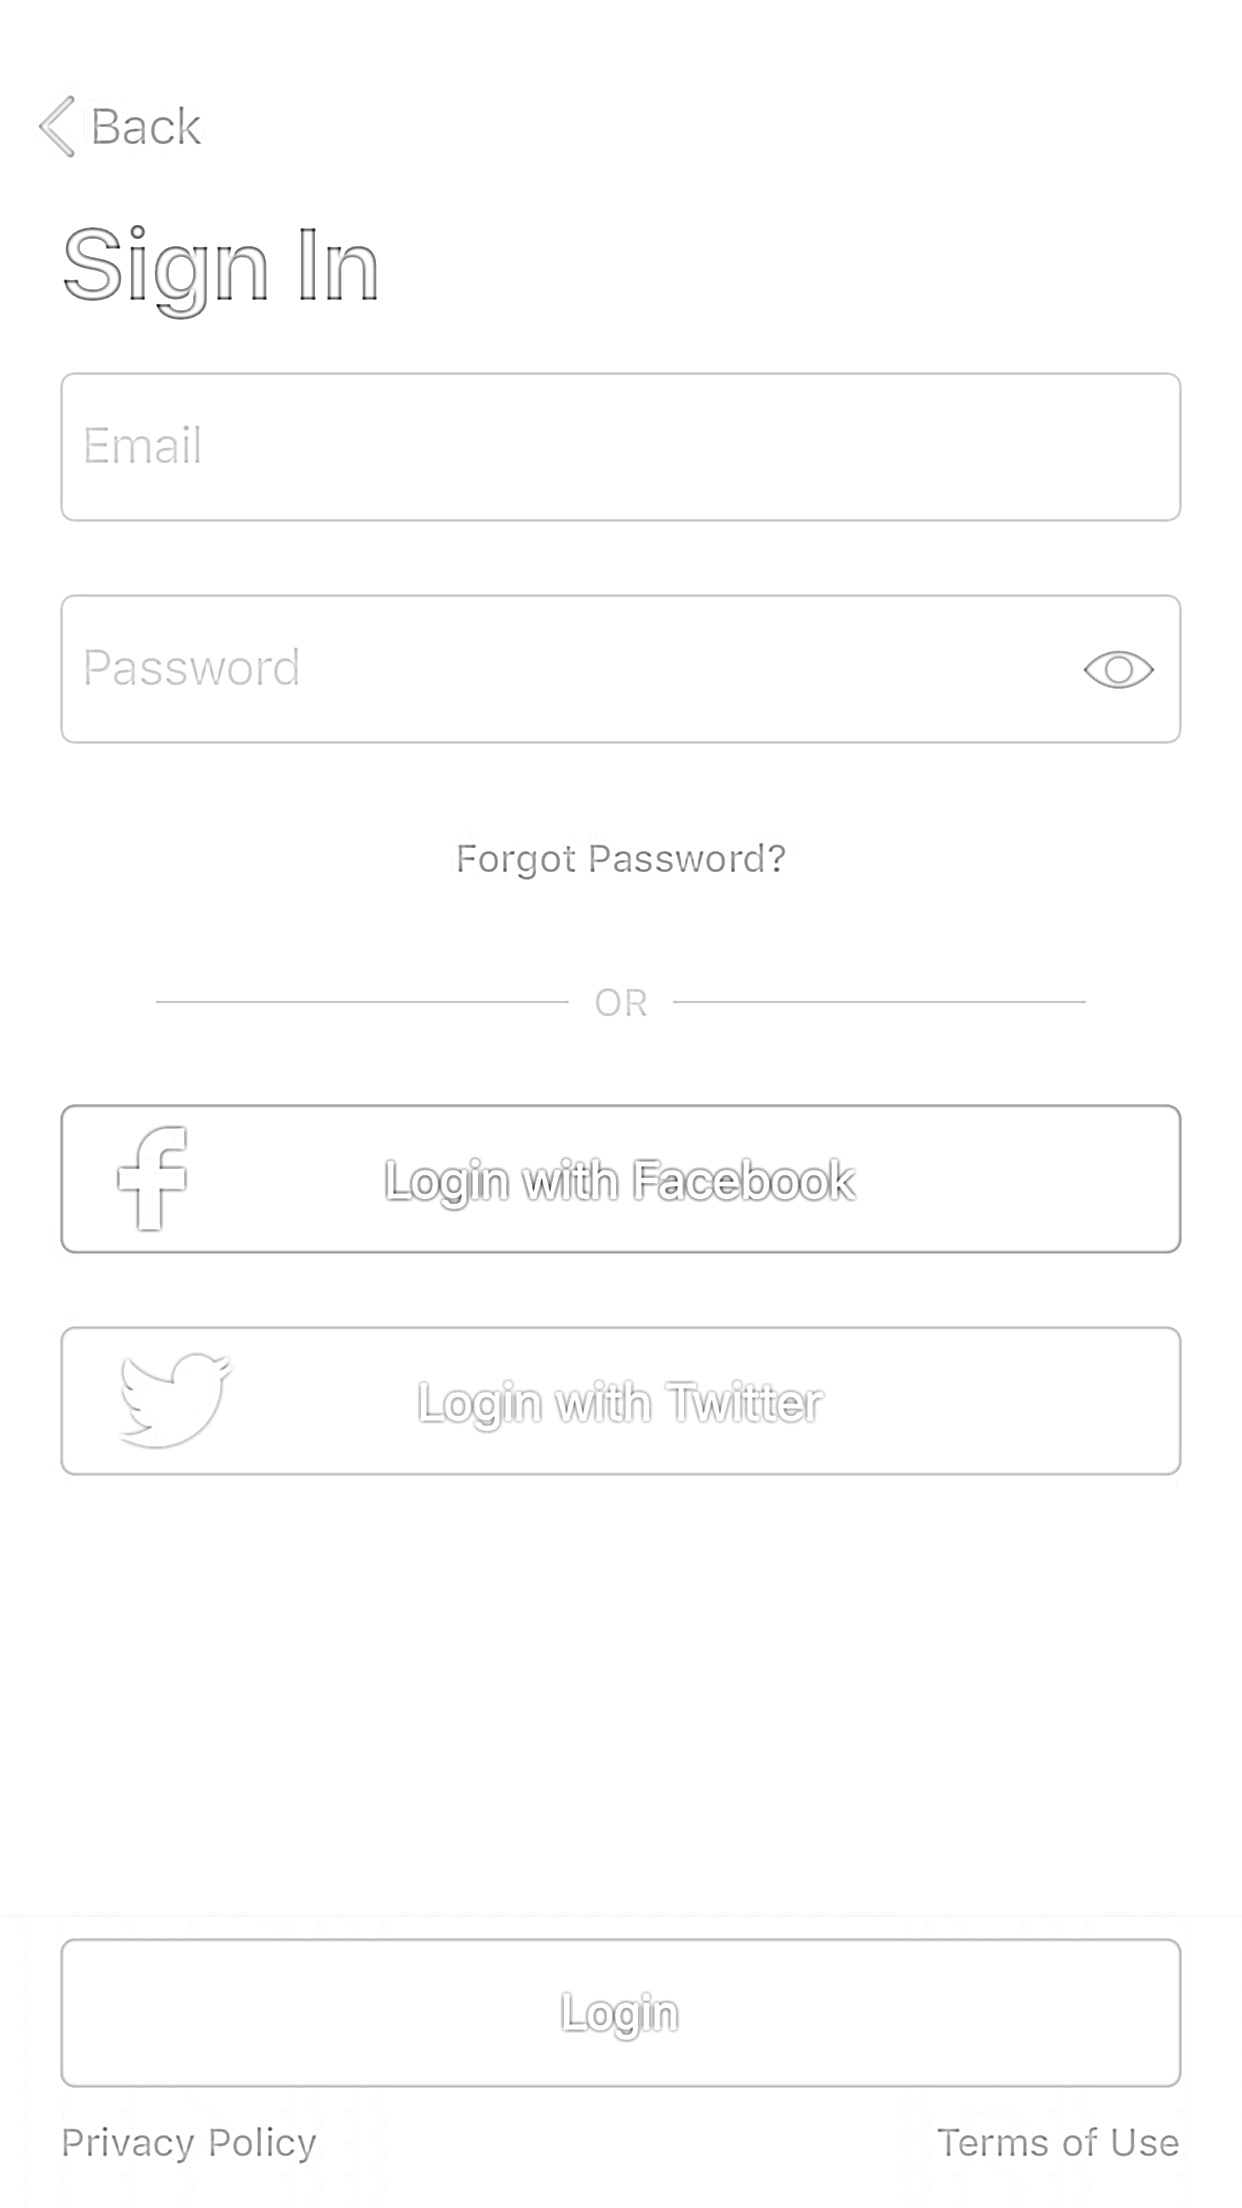 Back
Sign In
Email
Password
Forgot Password?
OR
Login with Facebook
Login with Twitter
Login
Privacy Policy
Terms of Use